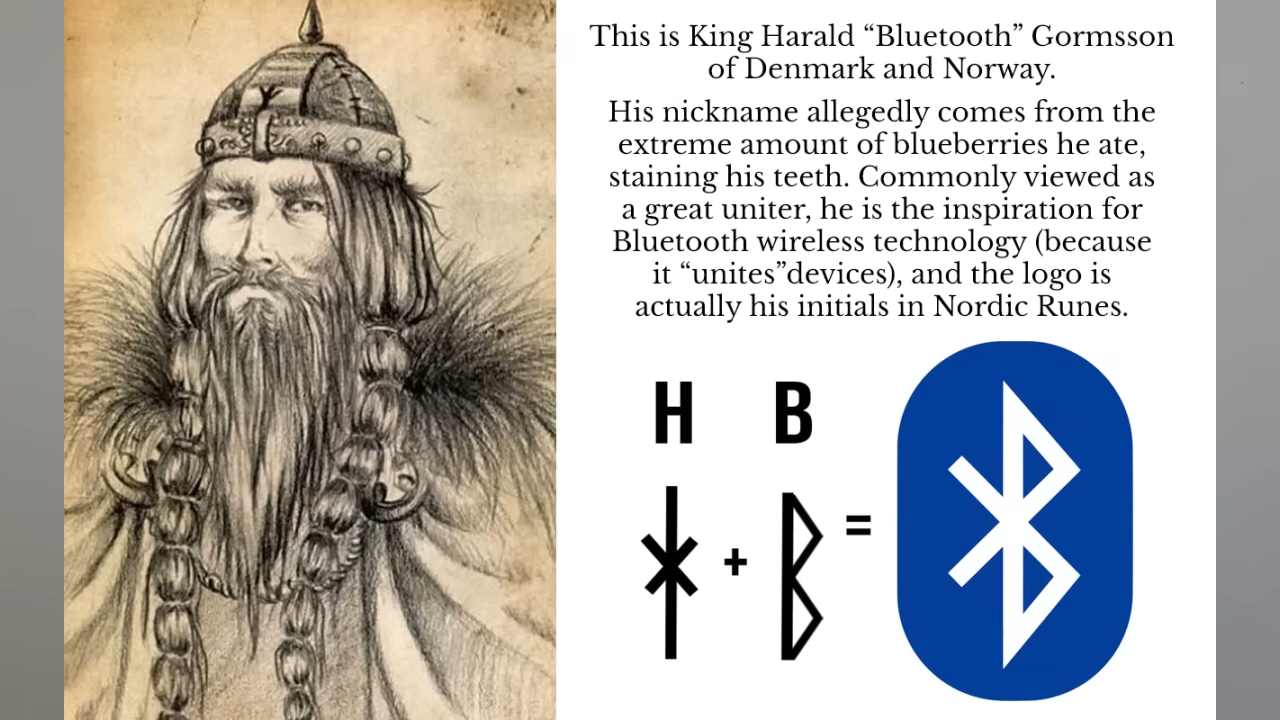 This is King Harald “Bluetooth” Gormsson
of Denmark and Norway.
His nickname allegedly comes from the
extreme amount of blueberries he ate,
staining his teeth. Commonly viewed as
a great uniter, he is the inspiration for
Bluetooth wireless technology (because
it “unites”devices), and the logo is
actually his initials in Nordic Runes.
H B
ᚼ + ᛒ =